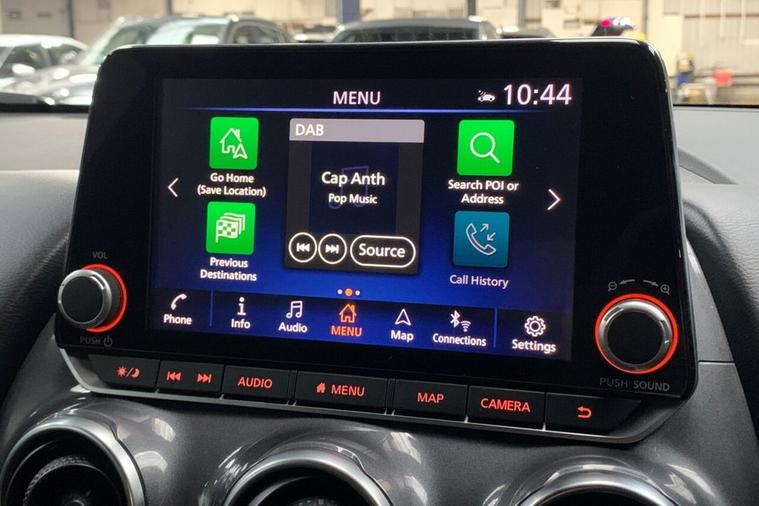 MENU
10:44
Go Home
(Save Location)
DAB
Cap Anth
Pop Music
Source
Search POI or
Address
Previous
Destinations
Call History
VOL
PUSH
Phone
Info
Audio
MENU
Map
Connections
Settings
PUSH SOUND
AUDIO
MENU
MAP
CAMERA